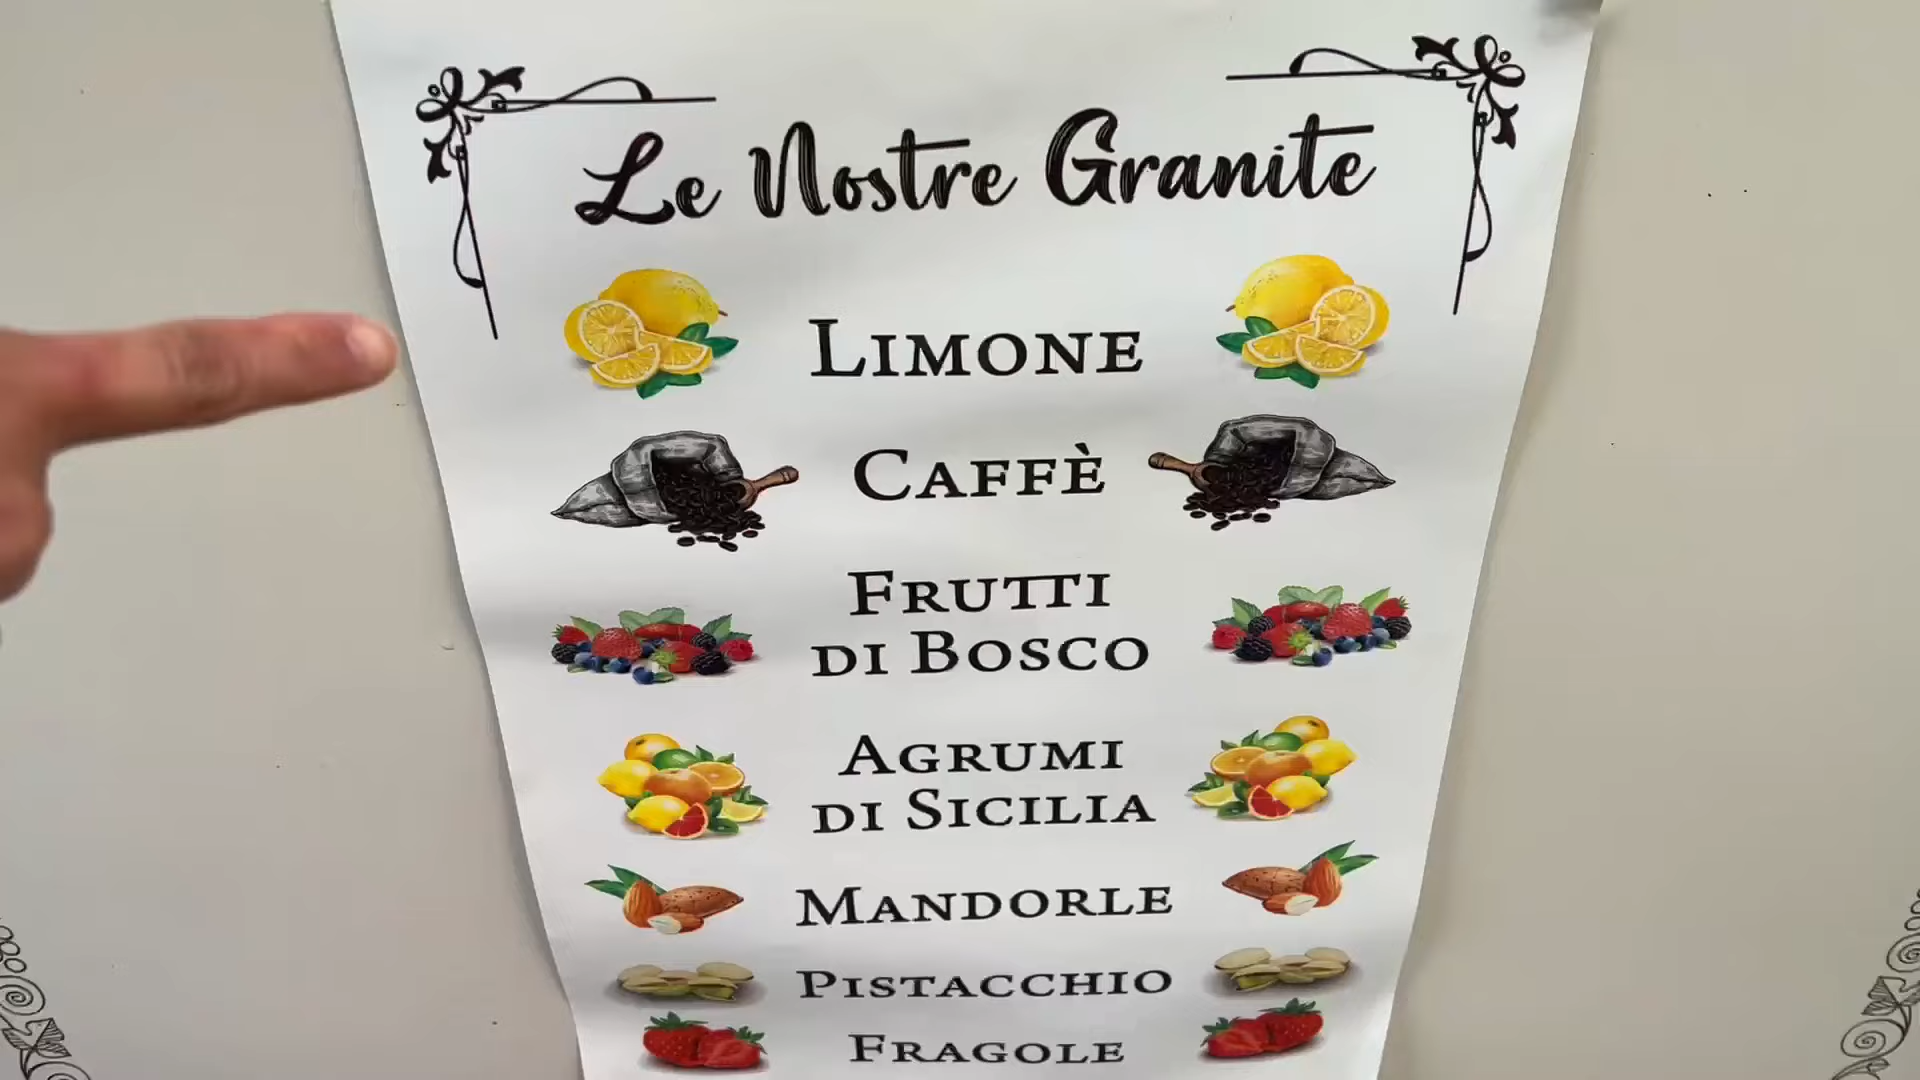 Le Nostre Granite
LIMONE
CAFFÈ
FRUTTI
DI BOSCO
AGRUMI
DI SICILIA
MANDORLE
PISTACCHIO
FRAGOLE